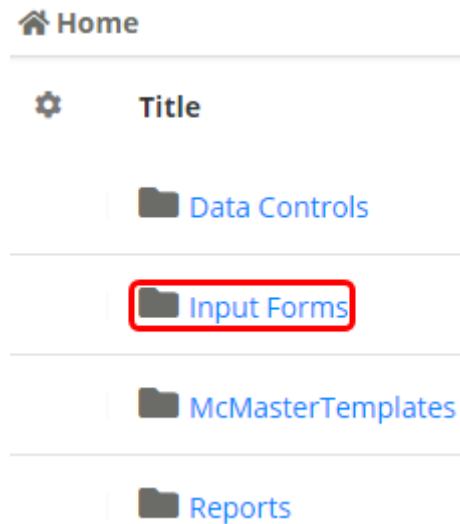 Home
Title
Data Controls
Input Forms
McMasterTemplates
Reports